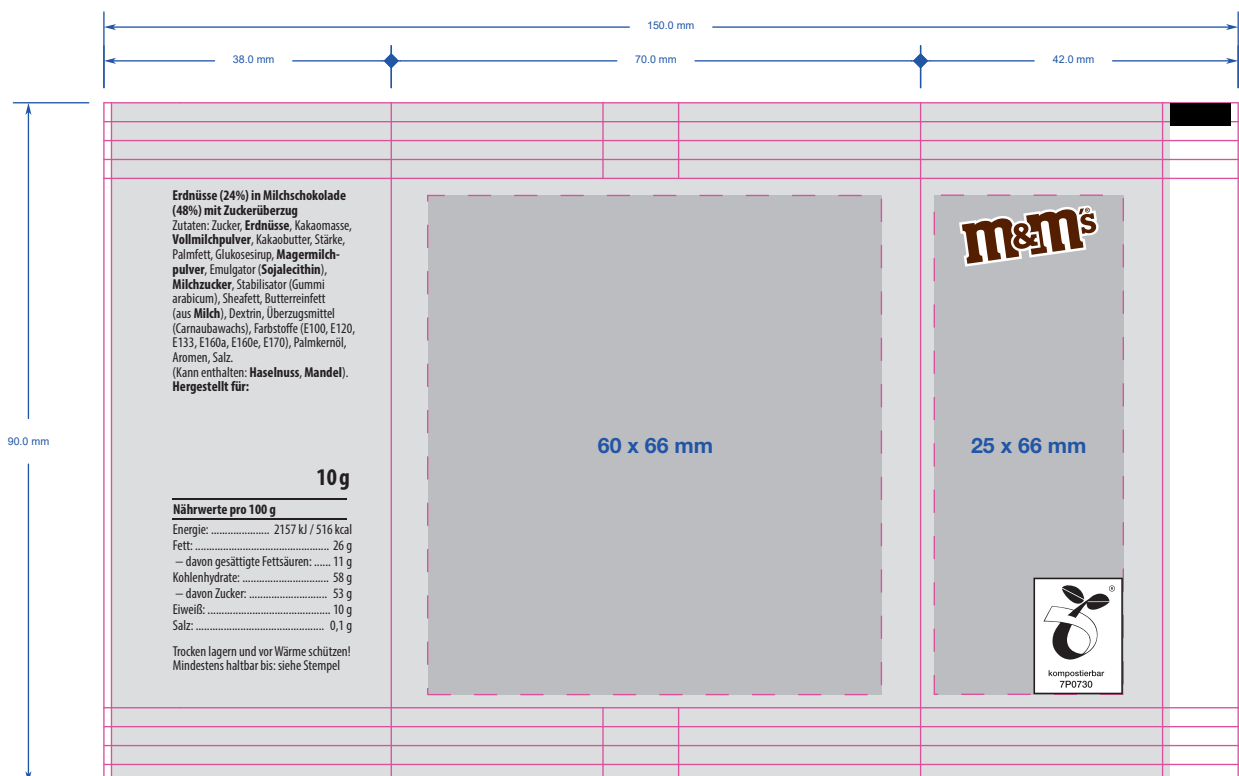 150.0 mm
38.0 mm
70.0 mm
42.0 mm
90.0 mm
Erdnüsse (24%) in Milchschokolade
(48%) mit Zuckerüberzug
Zutaten: Zucker, Erdnüsse, Kakaomasse,
Vollmilchpulver, Kakaobutter, Stärke,
Palmfett, Glukosesirup, Magermilch-
pulver, Emulgator (Sojalecithin),
Milchzucker, Stabilisator (Gummi
arabicum), Sheafett, Butterreinfett
(aus Milch), Dextrin, Überzugsmittel
(Carnaubawachs), Farbstoffe (E100, E120,
E133, E160a, E160e, E170), Palmkernöl,
Aromen, Salz.
(Kann enthalten: Haselnuss, Mandel).
Hergestellt für:
10 g
Nährwerte pro 100 g
Energie: ..................... 2157 kJ / 516 kcal
Fett: ................................................ 26 g
– davon gesättigte Fettsäuren: ...... 11 g
Kohlenhydrate: ............................... 58 g
– davon Zucker: ............................ 53 g
Eiweiß: ............................................ 10 g
Salz: .............................................. 0,1 g
Trocken lagern und vor Wärme schützen!
Mindestens haltbar bis: siehe Stempel
60 x 66 mm
m&m's®
25 x 66 mm
®
kompostierbar
7P0730